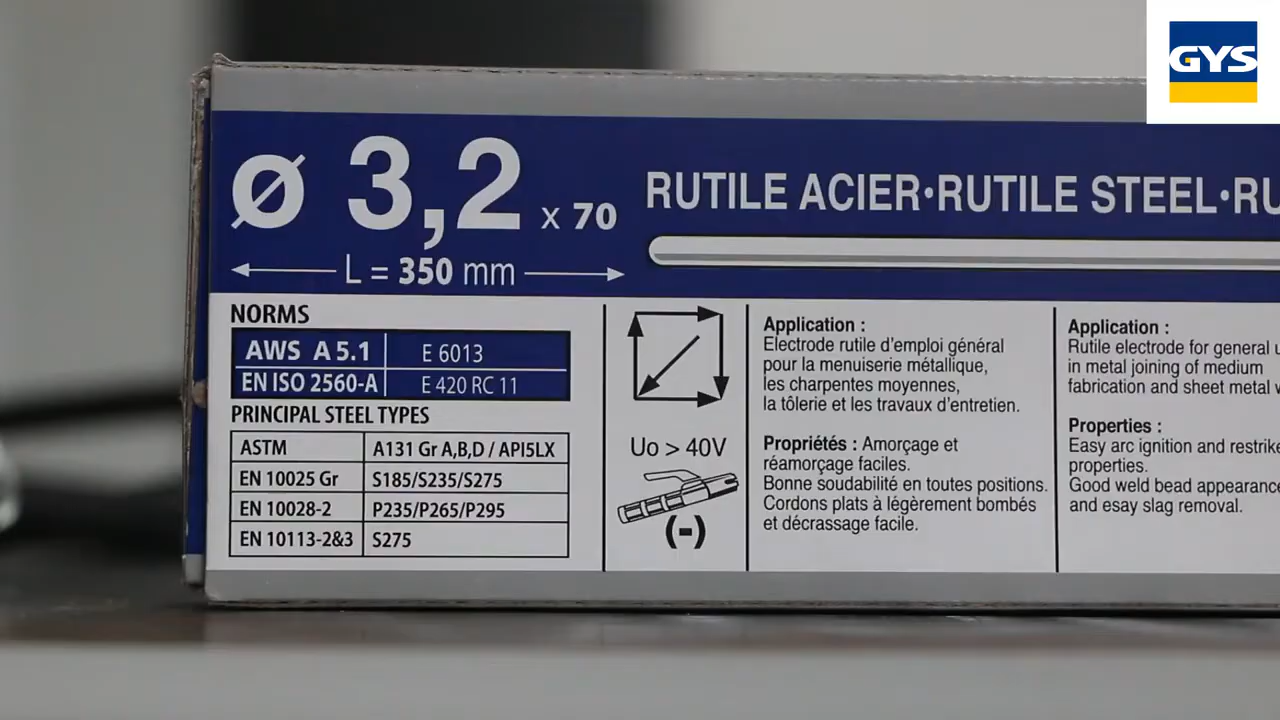 GYS
Ø 3,2 x 70
L = 350 mm
RUTILE ACIER•RUTILE STEEL•RU
NORMS
AWS A 5.1 E 6013
EN ISO 2560-A E 420 RC 11
PRINCIPAL STEEL TYPES
ASTM A131 Gr A,B,D / API5LX
EN 10025 Gr S185/S235/S275
EN 10028-2 P235/P265/P295
EN 10113-2&3 S275
Uo > 40V
(-)
Application :
Electrode rutile d'emploi général
pour la menuiserie métallique,
les charpentes moyennes,
la tôlerie et les travaux d'entretien.
Propriétés : Amorçage et
réamorçage faciles.
Bonne soudabilité en toutes positions.
Cordons plats à légèrement bombés
et décrassage facile.
Application :
Rutile electrode for general u
in metal joining of medium
fabrication and sheet metal w
Properties :
Easy arc ignition and restrike
properties.
Good weld bead appearance
and esay slag removal.